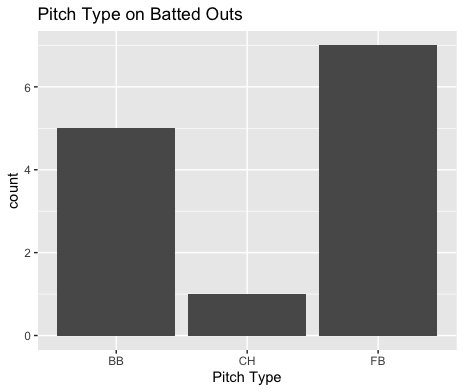 Pitch Type on Batted Outs
6
4
2
0
count
BB CH FB
Pitch Type